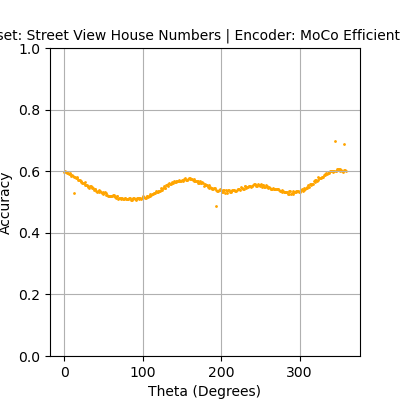 set: Street View House Numbers | Encoder: MoCo Efficient
1.0
0.8
0.6
0.4
0.2
0.0
Accuracy
0 100 200 300
Theta (Degrees)